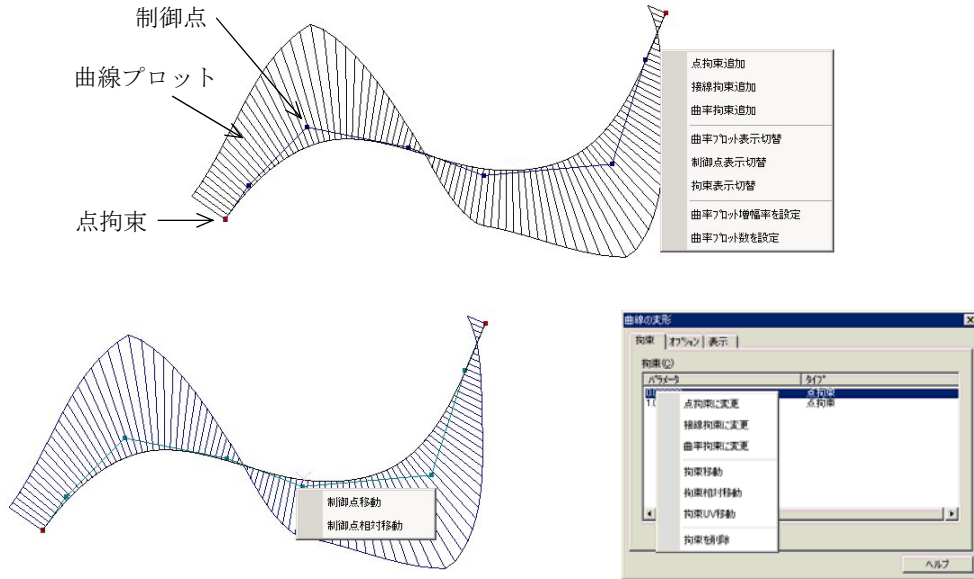 制御点
曲線プロット
点拘束
点拘束追加
接線拘束追加
曲率拘束追加
曲率プロット表示切替
制御点表示切替
拘束表示切替
曲率プロット増幅率を設定
曲率プロット数を設定
制御点移動
制御点相対移動
曲線の変形
拘束 オプション 表示
拘束(C)
パラメータ タイプ
点拘束
点拘束
点拘束に変更
接線拘束に変更
曲率拘束に変更
拘束移動
拘束相対移動
拘束UV移動
拘束を削除
ヘルプ